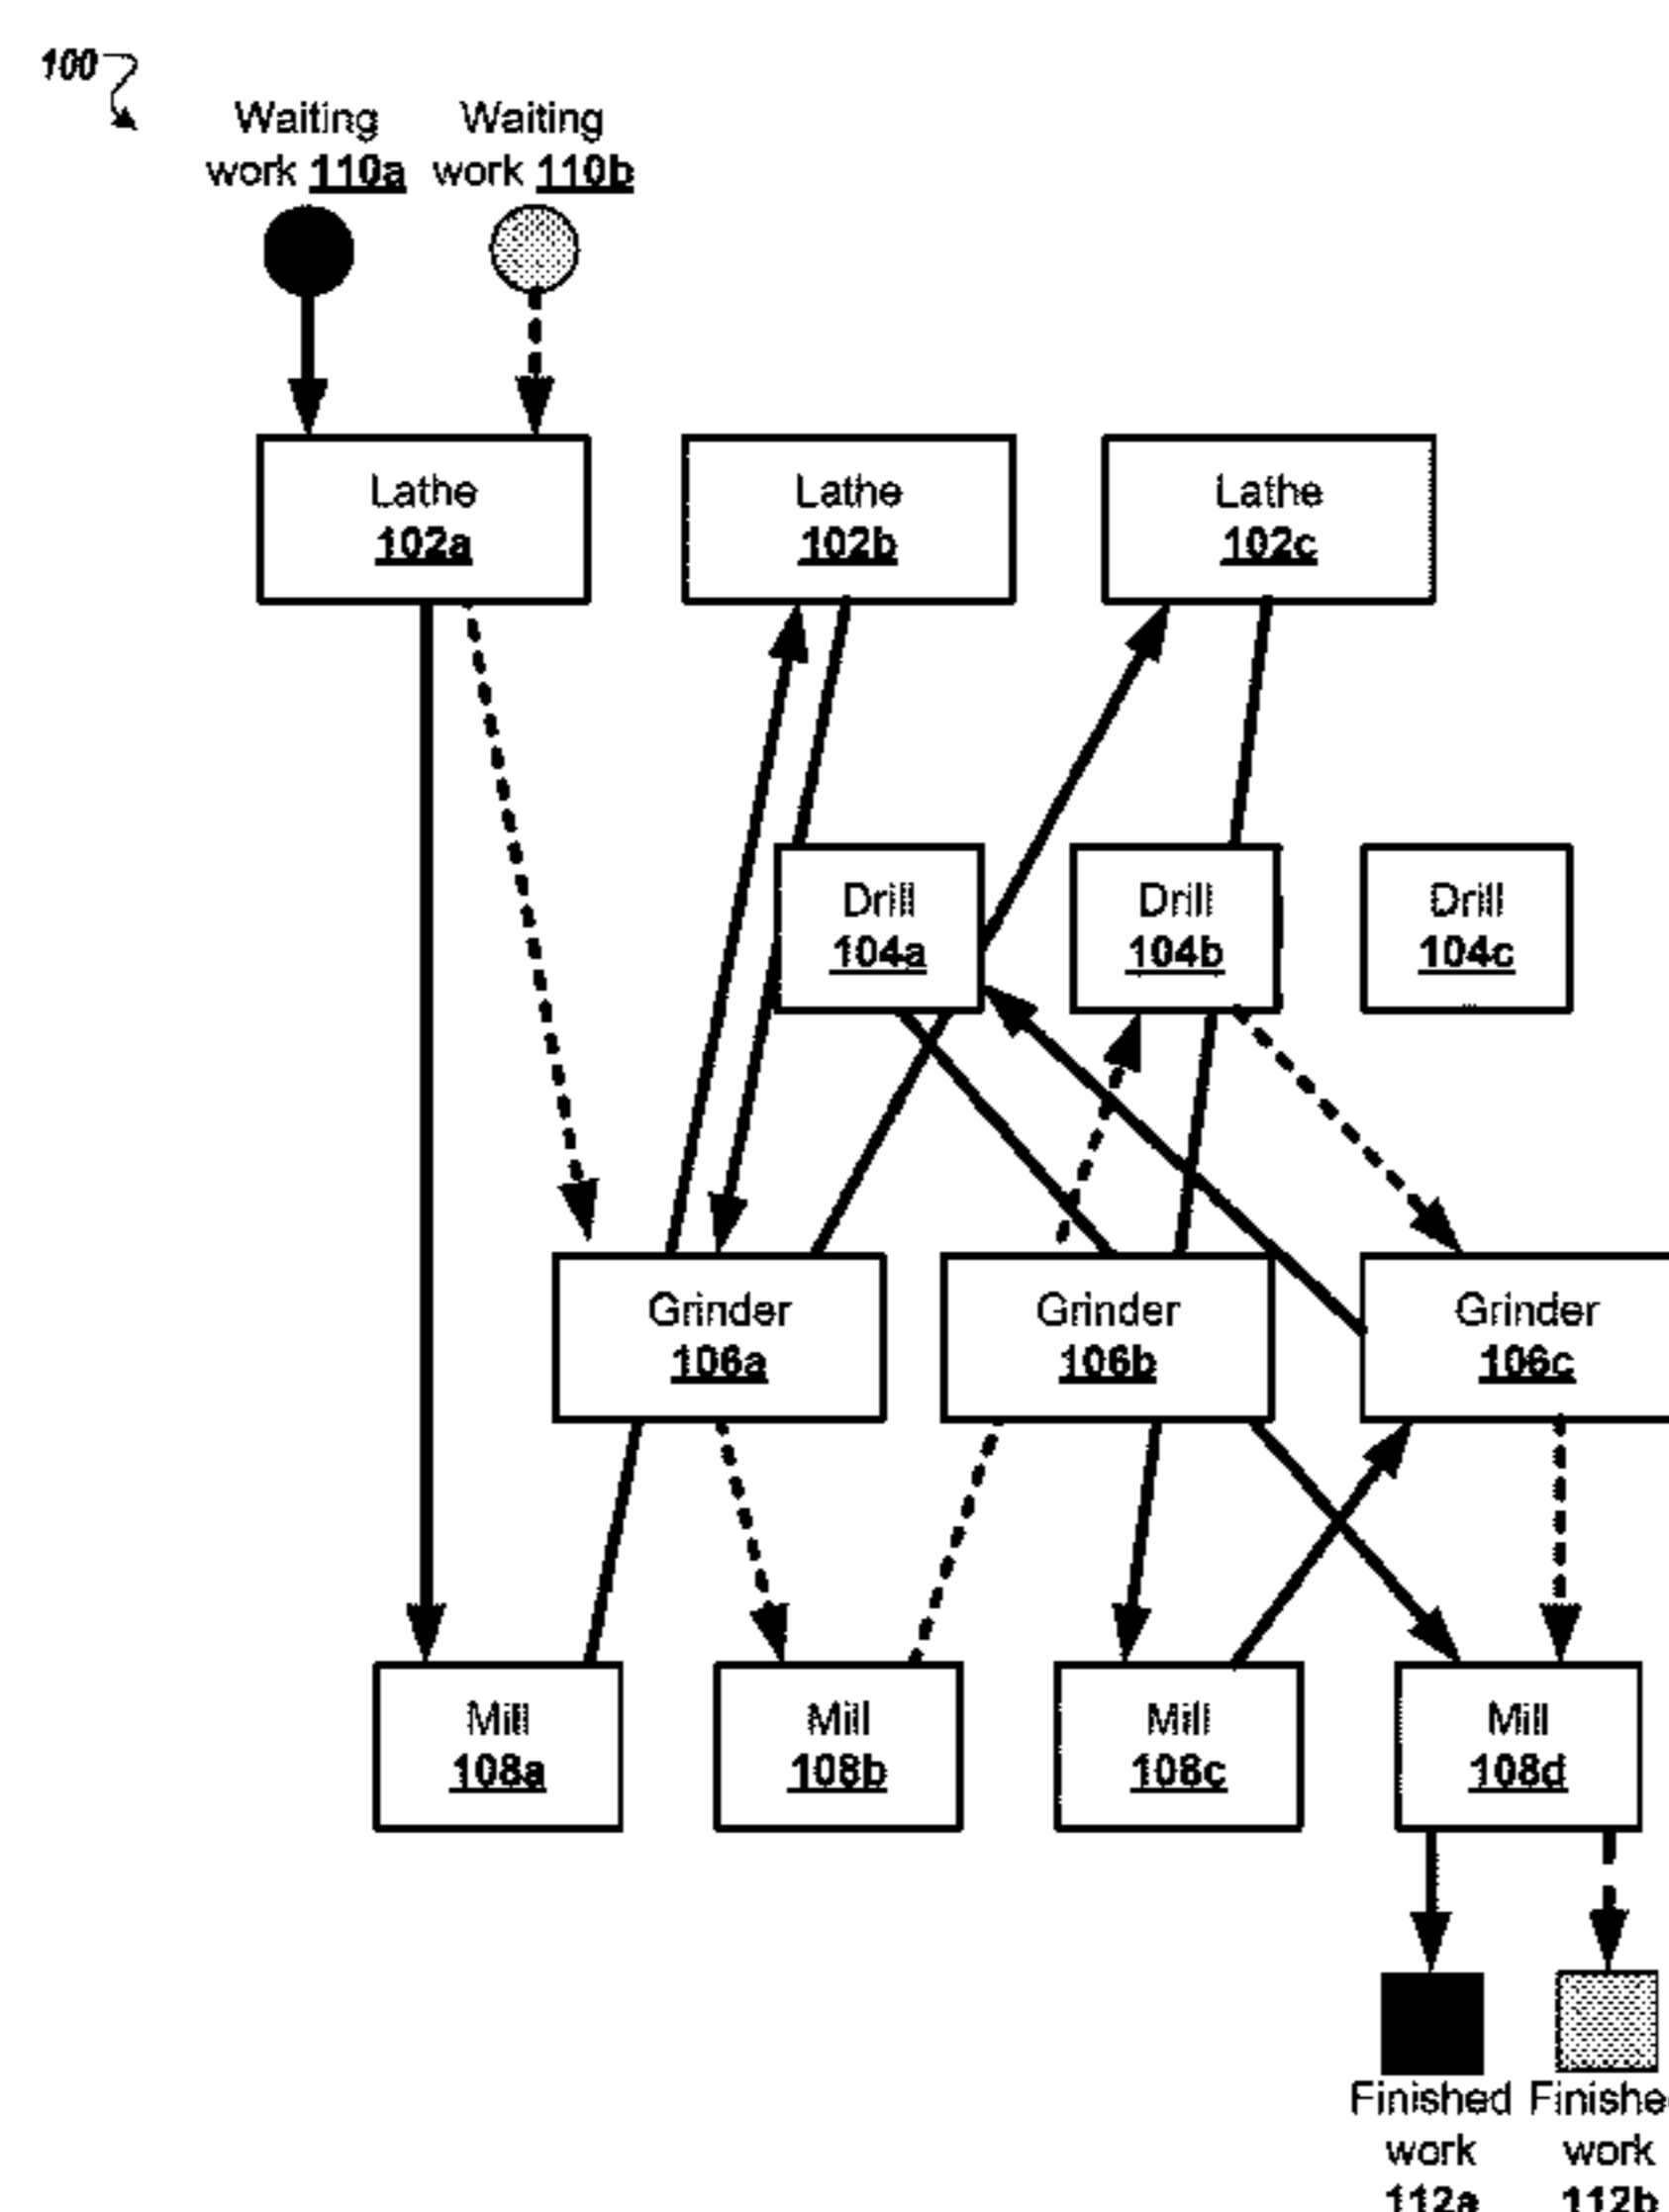 100
Waiting
work 110a
Waiting
work 110b
Lathe
102a
Lathe
102b
Lathe
102c
Drill
104a
Drill
104b
Drill
104c
Grinder
106a
Grinder
106b
Grinder
106c
Mill
108a
Mill
108b
Mill
108c
Mill
108d
Finished
work
112a
Finishe
work
112b